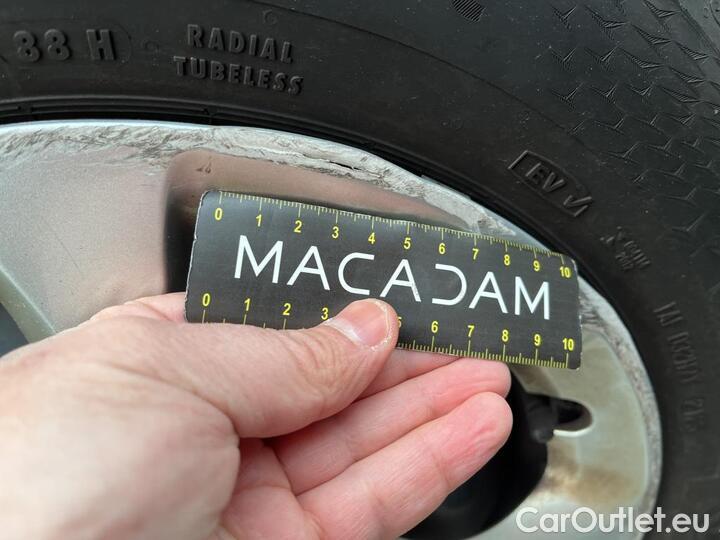 88 H
RADIAL
TUBELESS
EV ✓
0 1 2 3 4 5 6 7 8 9 10
MACADAM
0 1 2 3 5 6 7 8 9 10
CarOutlet.eu